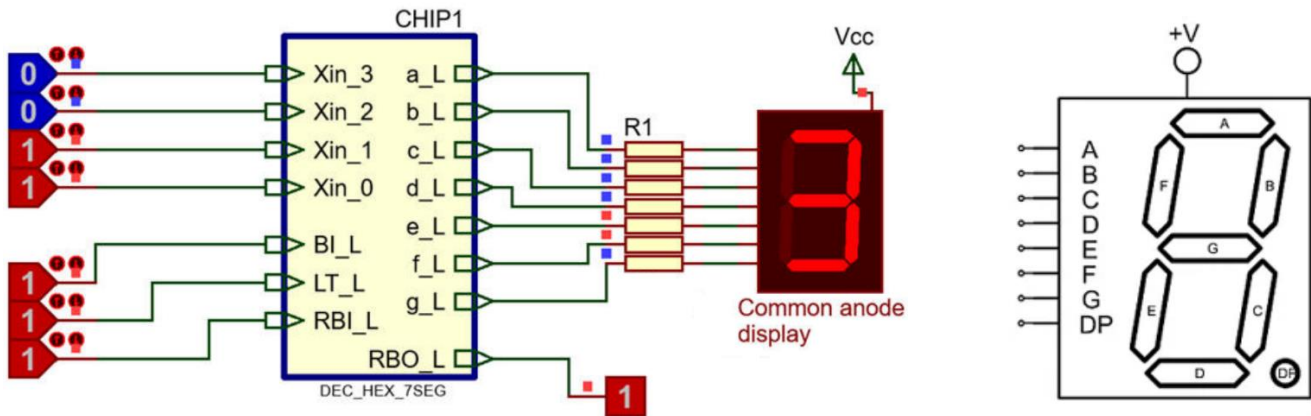 CHIP1
0
0
1
1
1
1
1
Xin_3
Xin_2
Xin_1
Xin_0
BI_L
LT_L
RBI_L
a_L
b_L
c_L
d_L
e_L
f_L
g_L
RBO_L
DEC_HEX_7SEG
1
R1
Vcc
3
Common anode
display
+V
A
B
C
D
E
F
G
DP
A
F
B
G
E
C
D
DP